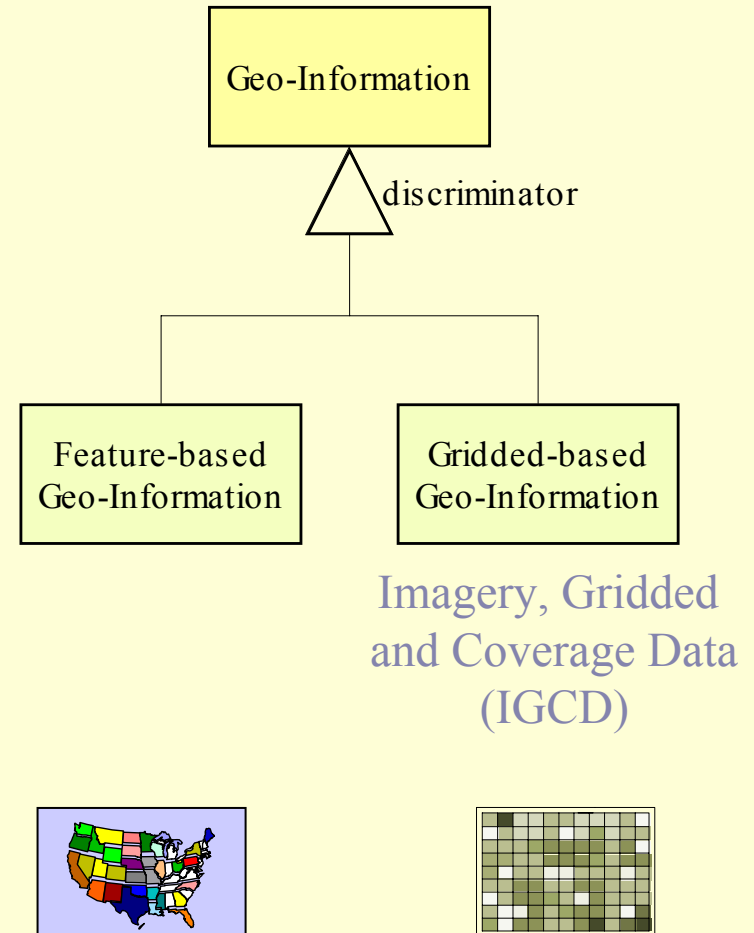 Geo-Information
discriminator
Feature-based
Geo-Information
Gridded-based
Geo-Information
Imagery, Gridded
and Coverage Data
(IGCD)